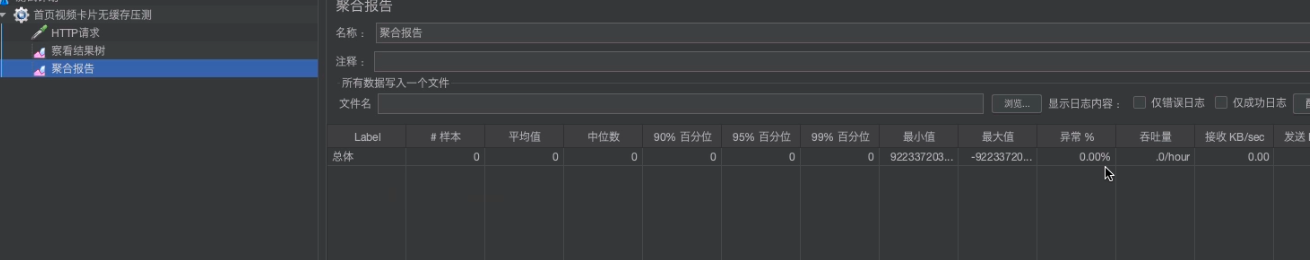 首页视频卡片无缓存压测
HTTP请求
察看结果树
聚合报告
聚合报告
名称： 聚合报告
注释：
所有数据写入一个文件
文件名 浏览... 显示日志内容： 仅错误日志 仅成功日志
Label # 样本 平均值 中位数 90% 百分位 95% 百分位 99% 百分位 最小值 最大值 异常 % 吞吐量 接收 KB/sec 发送
总体 0 0 0 0 0 0 922337203... -92233720... 0.00% .0/hour 0.00